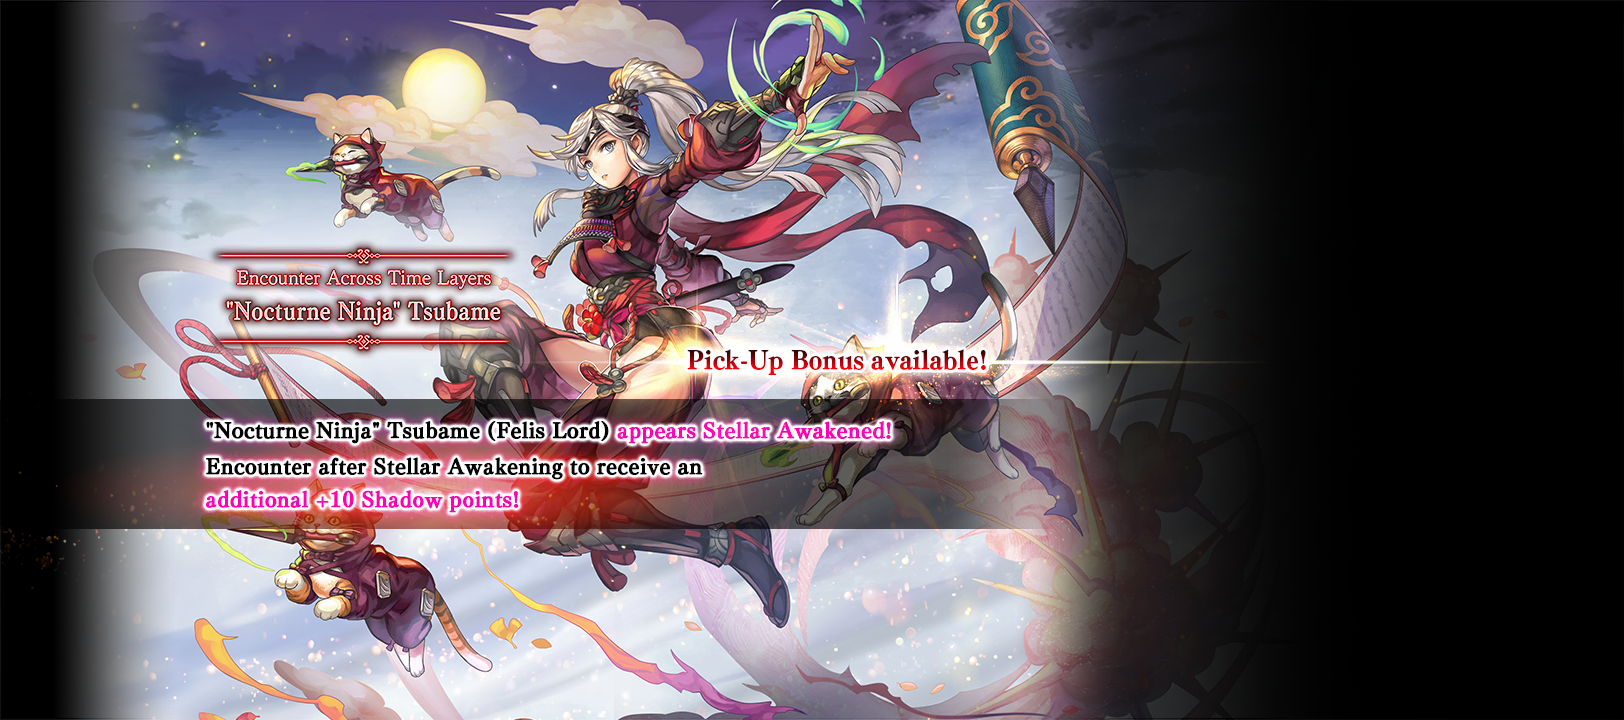 Encounter Across Time Layers
"Nocturne Ninja" Tsubame
Pick-Up Bonus available!
"Nocturne Ninja" Tsubame (Felis Lord) appears Stellar Awakened!
Encounter after Stellar Awakening to receive an
additional +10 Shadow points!